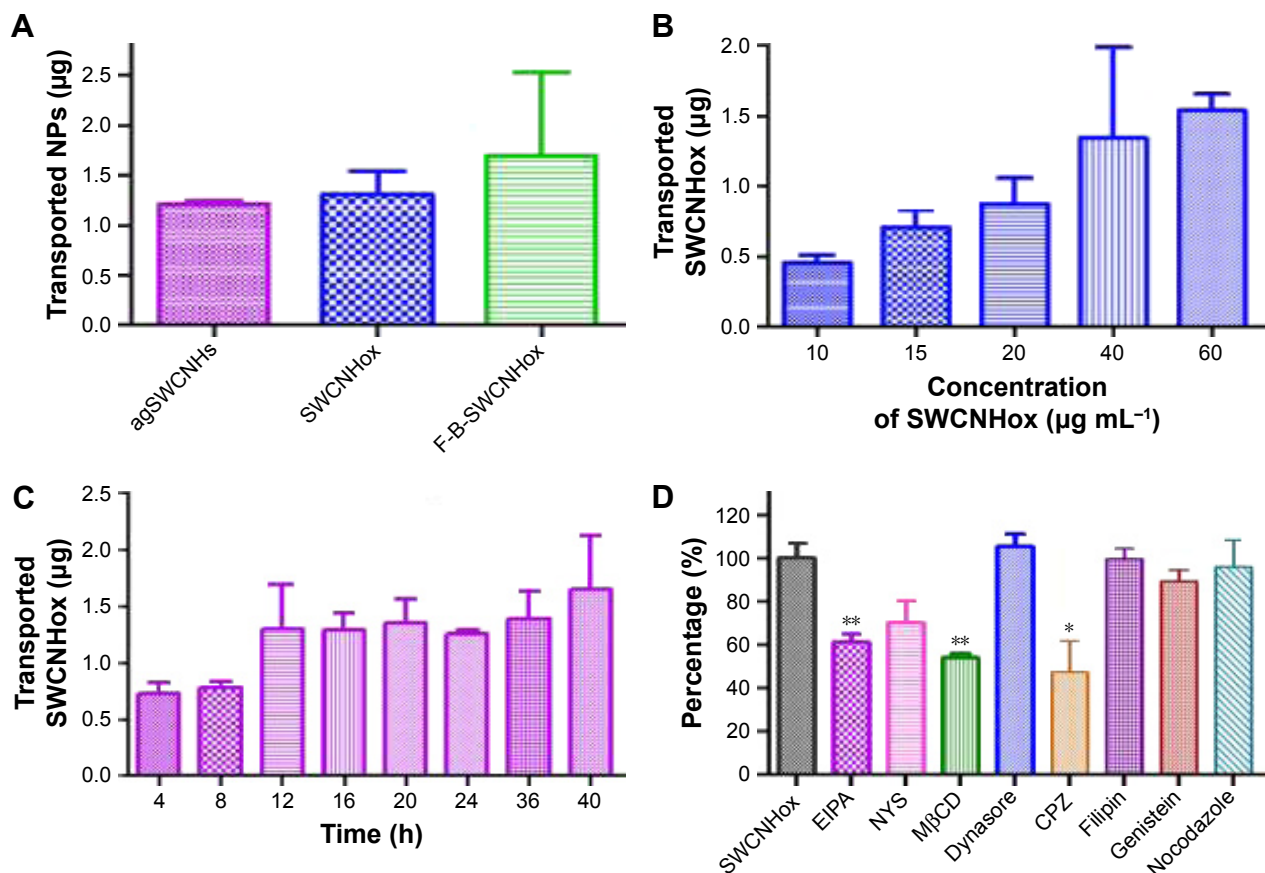 A
Transported NPs (µg)
2.5
2.0
1.5
1.0
0.5
0.0
agSWCNHs
SWCNHox
F-B-SWCNHox
B
Transported
SWCNHox (µg)
2.0
1.5
1.0
0.5
0.0
10 15 20 40 60
Concentration
of SWCNHox (µg mL⁻¹)
C
Transported
SWCNHox (µg)
2.5
2.0
1.5
1.0
0.5
0.0
4 8 12 16 20 24 36 40
Time (h)
D
Percentage (%)
120
100
80
60
40
20
0
** ** *
SWCNHox
EIPA
NYS
MβCD
Dynasore
CPZ
Filipin
Genistein
Nocodazole